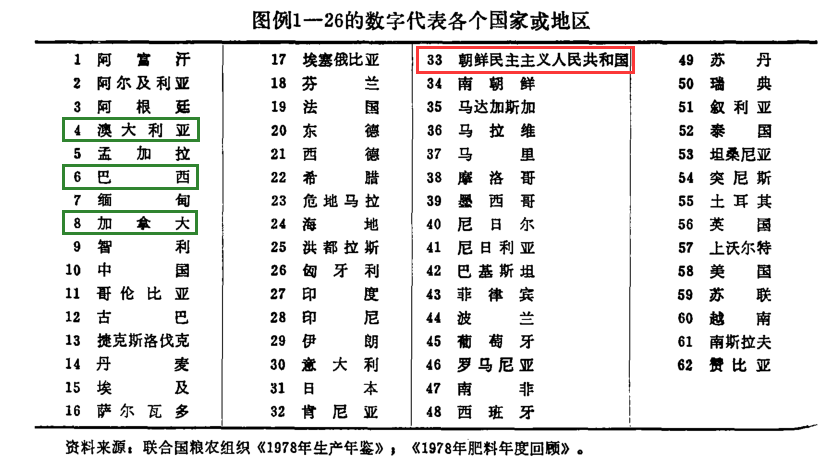 图例1—26的数字代表各个国家或地区
1 阿富汗
2 阿尔及利亚
3 阿根廷
4 澳大利亚
5 孟加拉
6 巴西
7 缅甸
8 加拿大
9 智利
10 中国
11 哥伦比亚
12 古巴
13 捷克斯洛伐克
14 丹麦
15 埃及
16 萨尔瓦多
17 埃塞俄比亚
18 芬兰
19 法国
20 东德
21 西德
22 希腊
23 危地马拉
24 海地
25 洪都拉斯
26 匈牙利
27 印度
28 印尼
29 伊朗
30 意大利
31 日本
32 肯尼亚
33 朝鲜民主主义人民共和国
34 南朝鲜
35 马达加斯加
36 马拉维
37 马里
38 摩洛哥
39 墨西哥
40 尼日尔
41 尼日利亚
42 巴基斯坦
43 菲律宾
44 波兰
45 葡萄牙
46 罗马尼亚
47 南非
48 西班牙
49 苏丹
50 瑞典
51 叙利亚
52 泰国
53 坦桑尼亚
54 突尼斯
55 土耳其
56 英国
57 上沃尔特
58 美国
59 苏联
60 越南
61 南斯拉夫
62 赞比亚
资料来源：联合国粮农组织《1978年生产年鉴》；《1978年肥料年度回顾》。